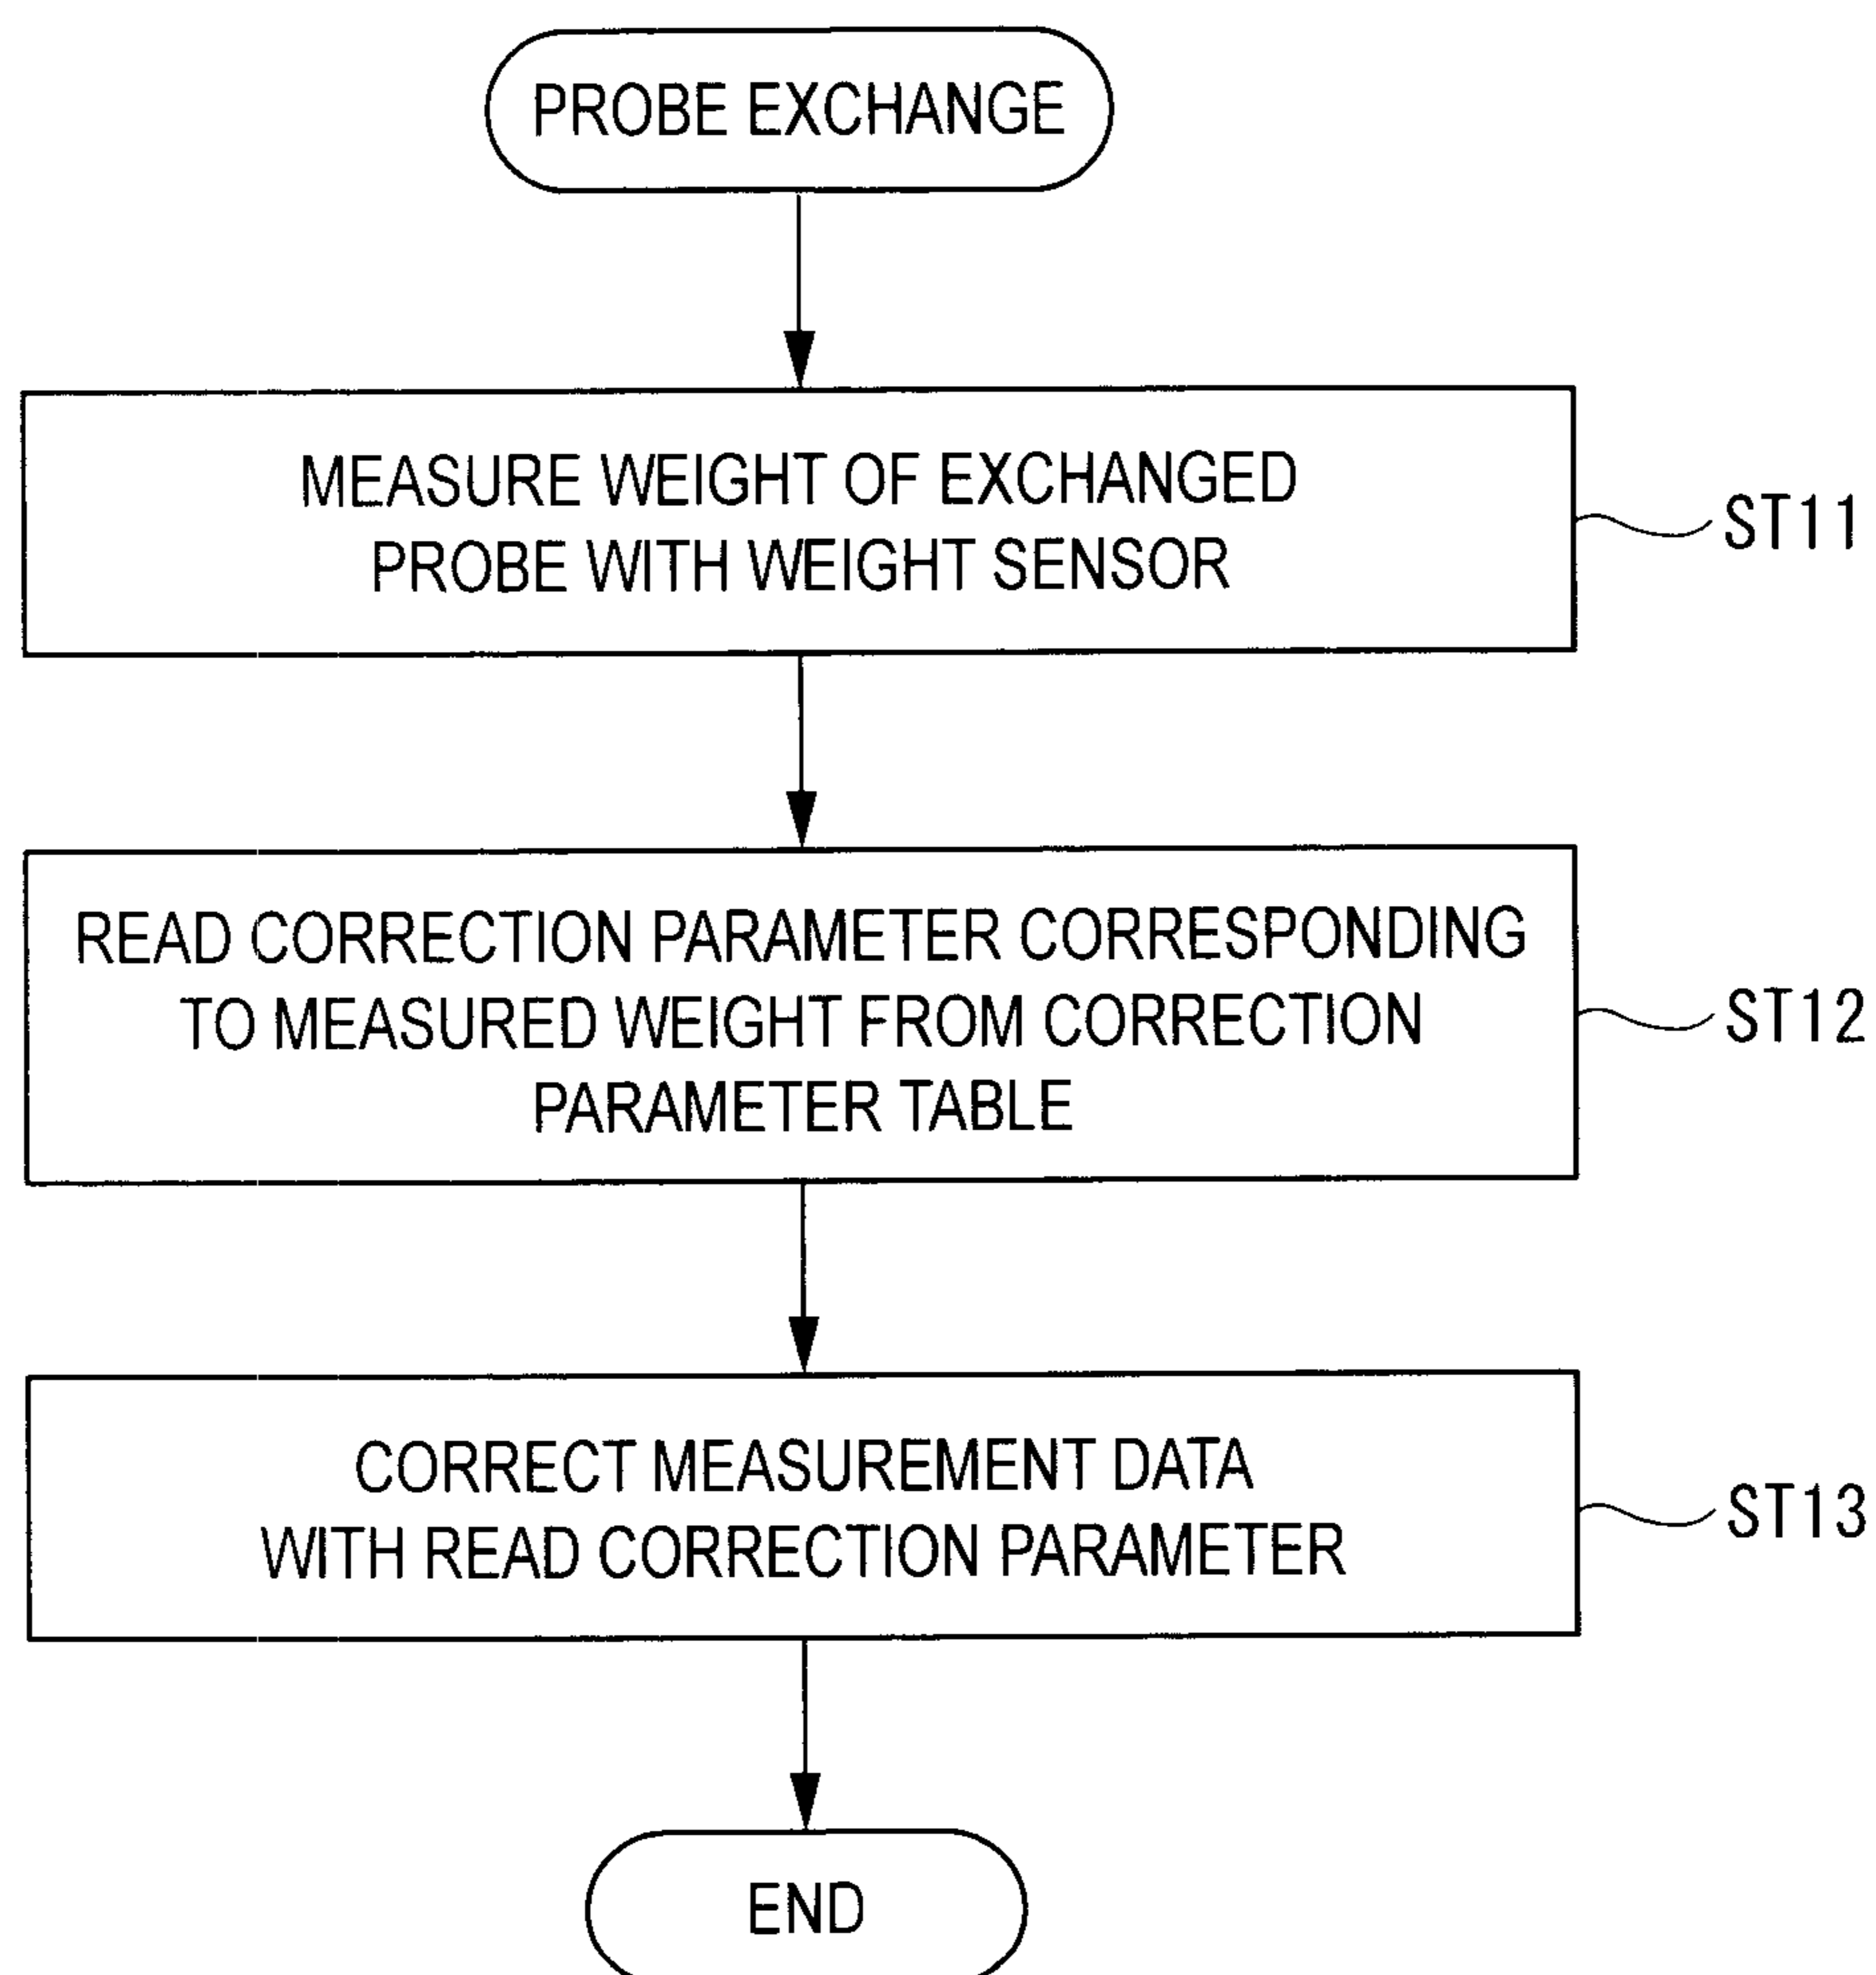 PROBE EXCHANGE
MEASURE WEIGHT OF EXCHANGED
PROBE WITH WEIGHT SENSOR
ST11
READ CORRECTION PARAMETER CORRESPONDING
TO MEASURED WEIGHT FROM CORRECTION
PARAMETER TABLE
ST12
CORRECT MEASUREMENT DATA
WITH READ CORRECTION PARAMETER
ST13
END